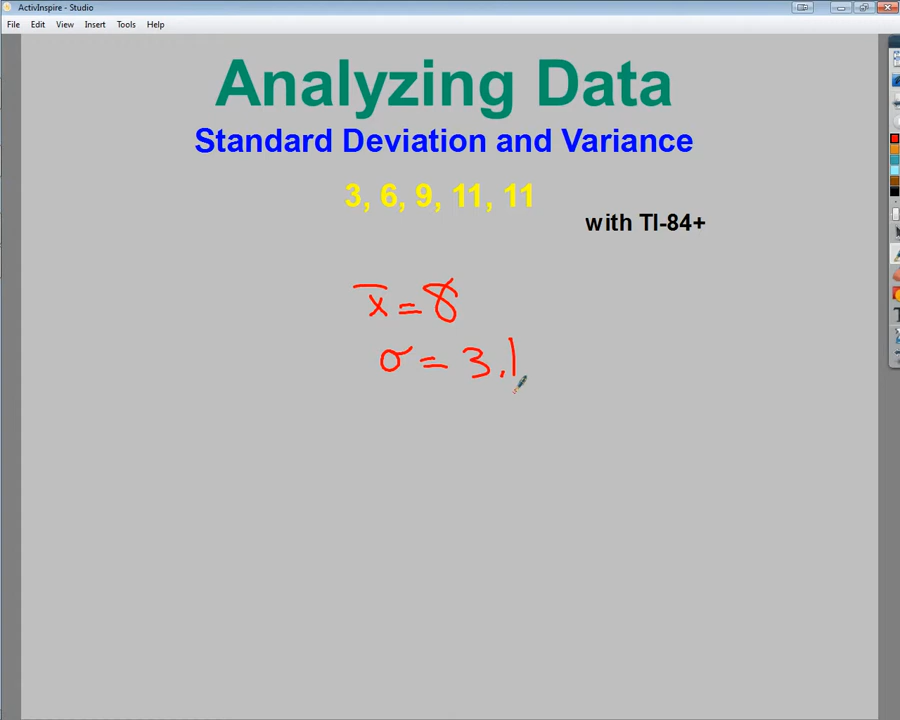 ActivInspire - Studio
File Edit View Insert Tools Help
Analyzing Data
Standard Deviation and Variance
3, 6, 9, 11, 11
with TI-84+
x̄ = 8
σ = 3.1
T